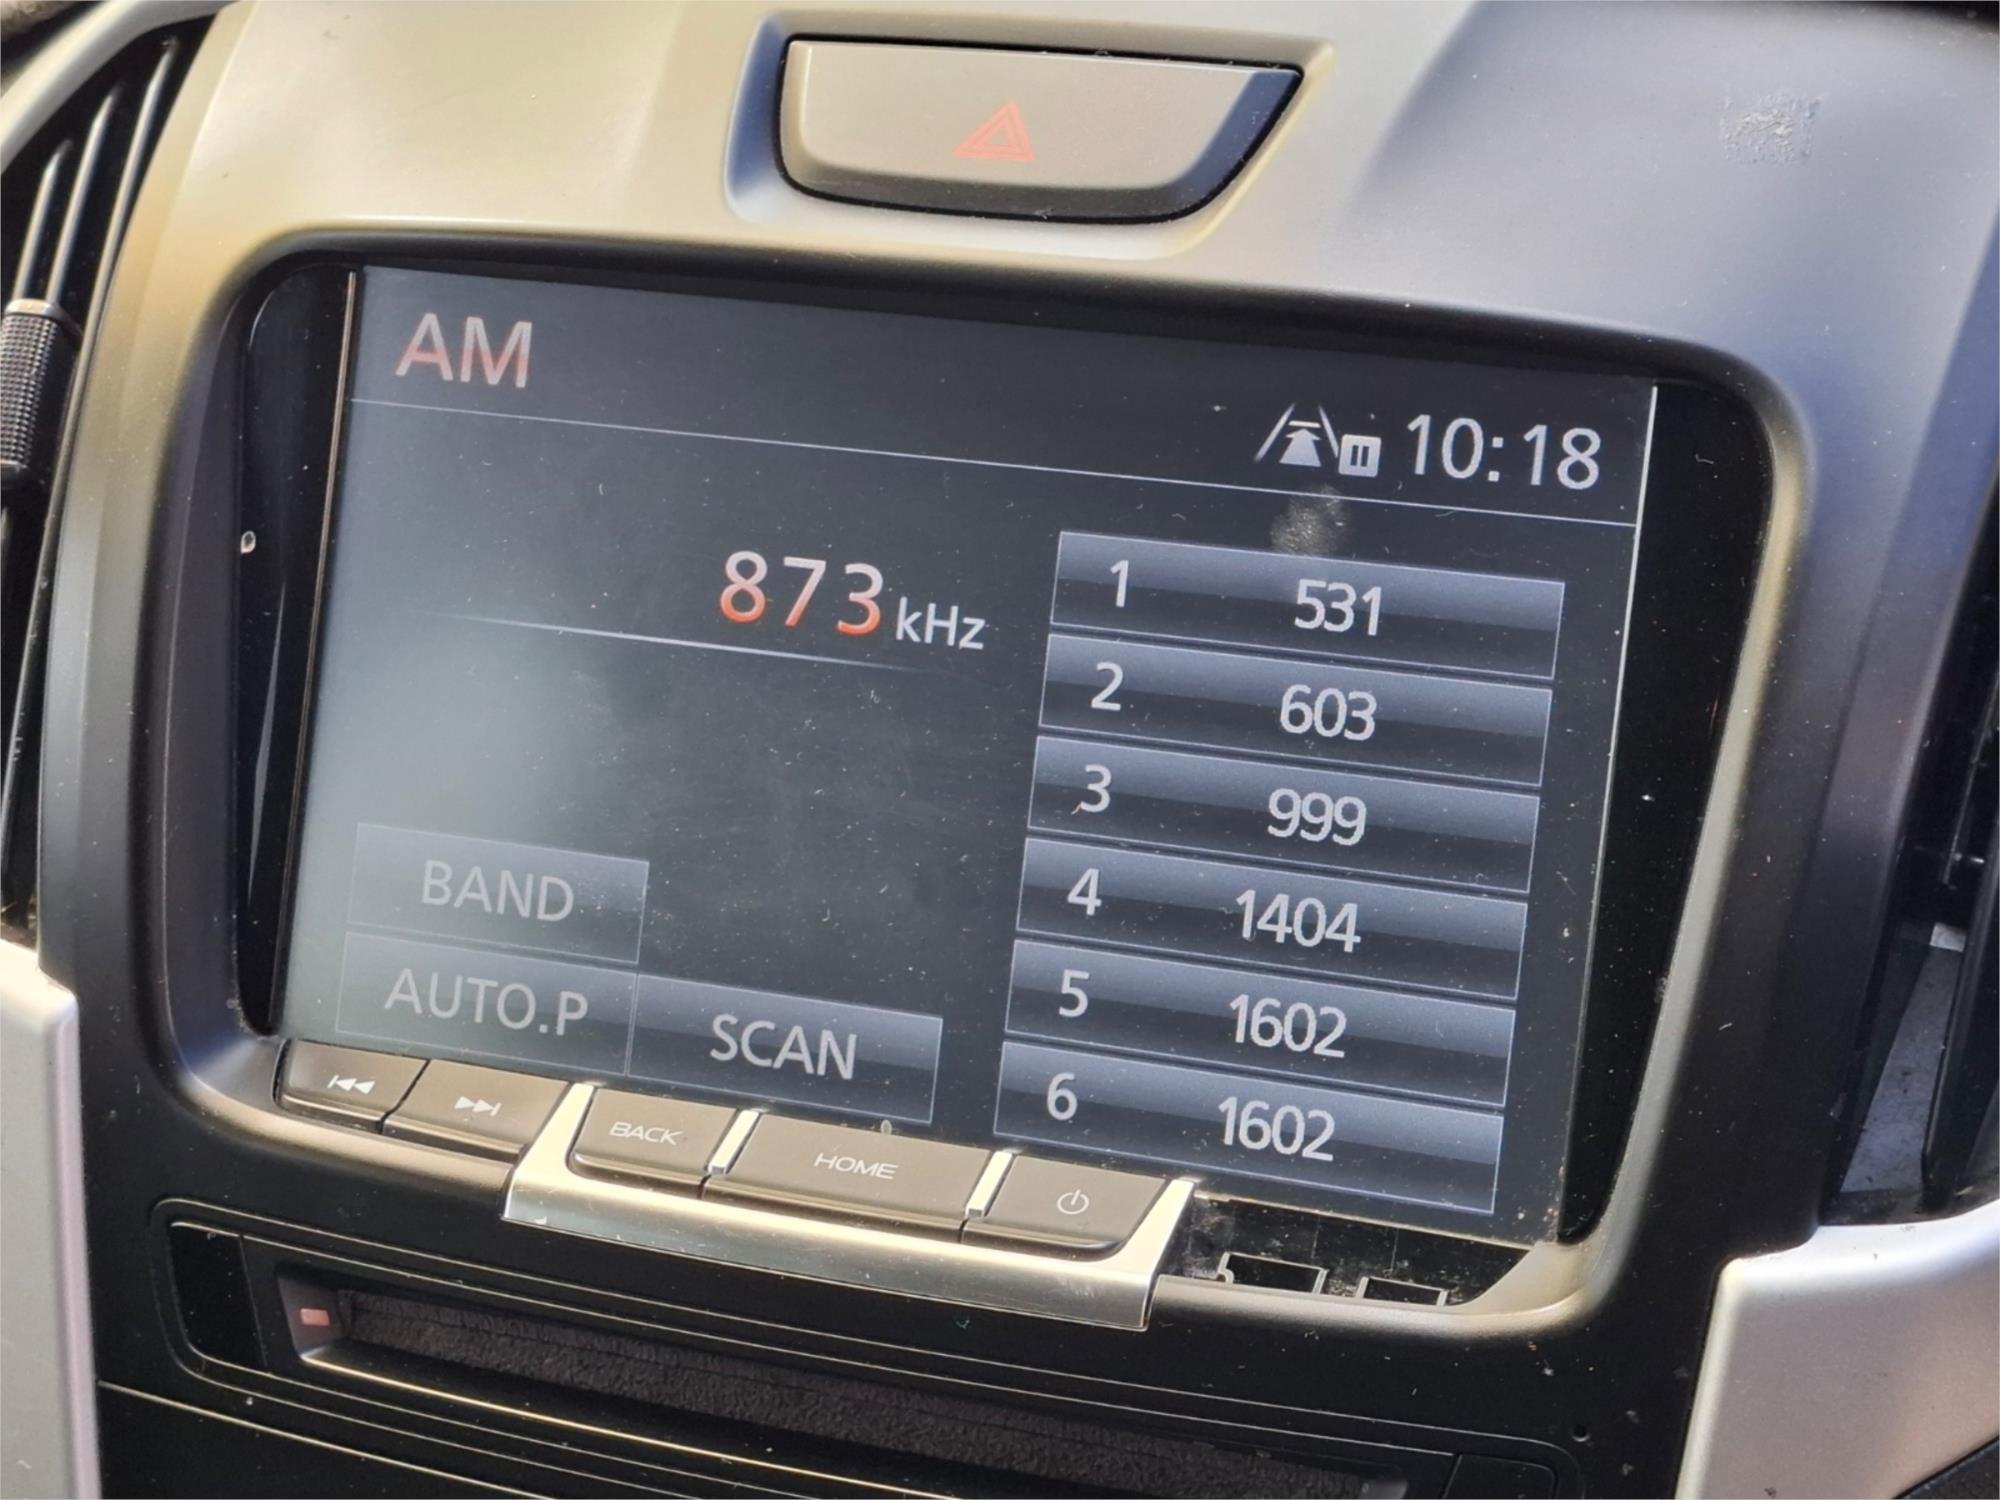 AM
10:18
873 kHz
1 531
2 603
3 999
4 1404
5 1602
6 1602
BAND
AUTO.P
SCAN
BACK
HOME